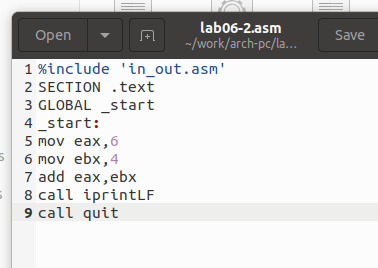 Open
lab06-2.asm
~/work/arch-pc/la...
Save
1 %include 'in_out.asm'
2 SECTION .text
3 GLOBAL _start
4 _start:
5 mov eax,6
6 mov ebx,4
7 add eax,ebx
8 call iprintLF
9 call quit